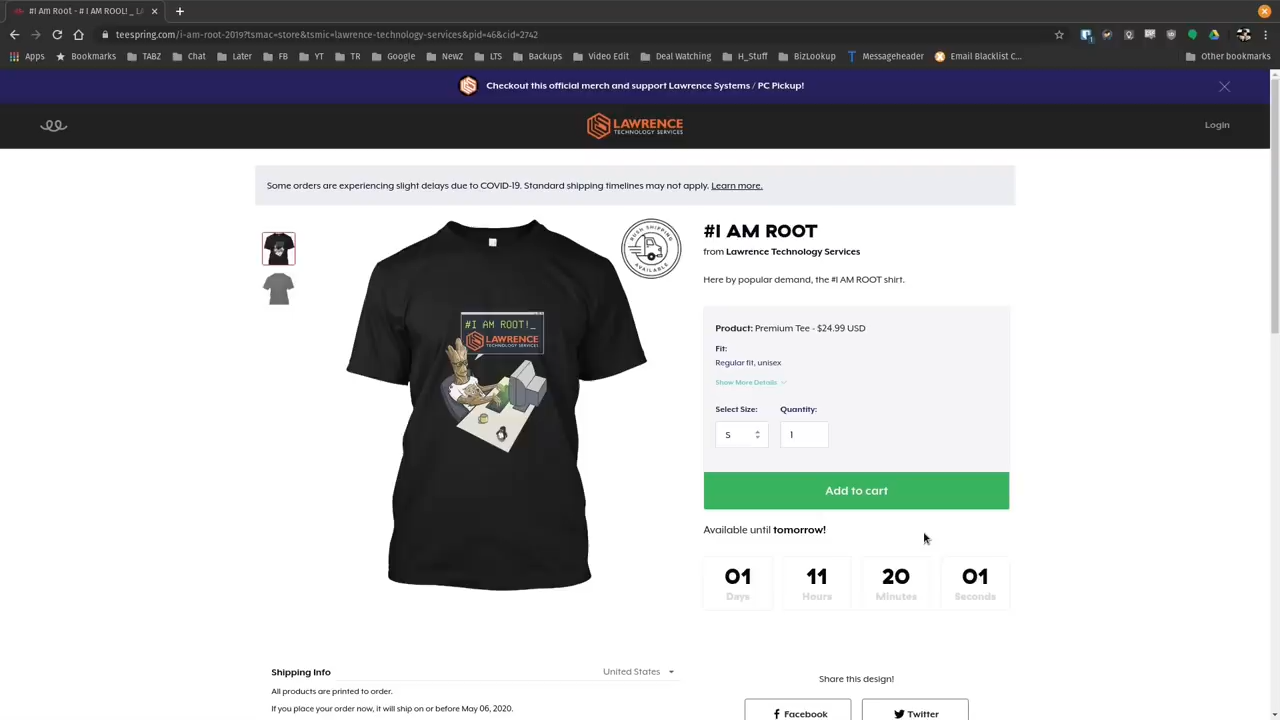 #I Am Root - # I AM ROOT! _ LA
teespring.com/i-am-root-2019?tsmac=store&tsmic=lawrence-technology-services&pid=46&cid=2742
Apps Bookmarks TABZ Chat Later FB YT TR Google NewZ LTS Backups Video Edit Deal Watching H_Stuff BizLookup Messageheader Email Blacklist C... Other bookmarks
Checkout this official merch and support Lawrence Systems / PC Pickup!
LAWRENCE
TECHNOLOGY SERVICES
Login
Some orders are experiencing slight delays due to COVID-19. Standard shipping timelines may not apply. Learn more.
RUSH SHIPPING
AVAILABLE
#I AM ROOT!_
LAWRENCE
TECHNOLOGY SERVICES
#I AM ROOT
from Lawrence Technology Services
Here by popular demand, the #I AM ROOT shirt.
Product: Premium Tee - $24.99 USD
Fit:
Regular fit, unisex
Show More Details
Select Size: Quantity:
S 1
Add to cart
Available until tomorrow!
01 11 20 01
Days Hours Minutes Seconds
Shipping Info United States
All products are printed to order.
If you place your order now, it will ship on or before May 06, 2020.
Share this design!
Facebook Twitter